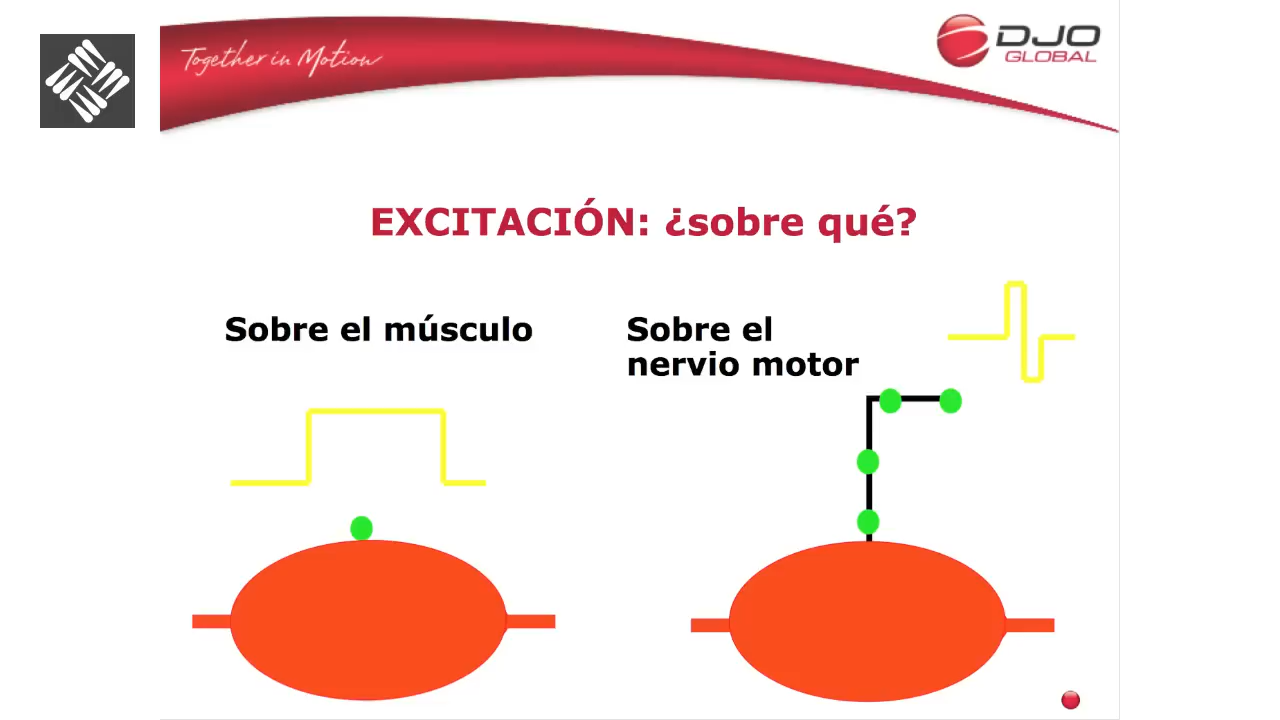 Together in Motion
DJO
GLOBAL
EXCITACIÓN: ¿sobre qué?
Sobre el músculo
Sobre el
nervio motor